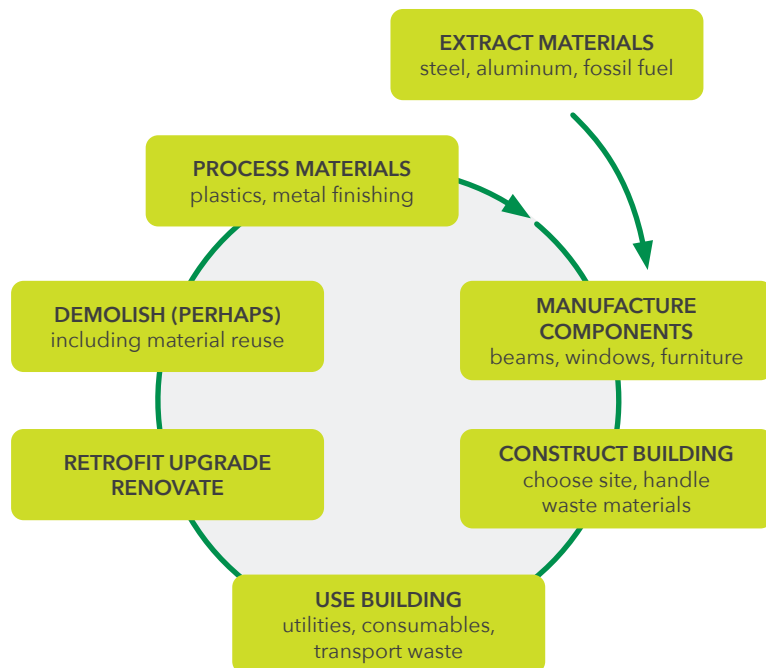 EXTRACT MATERIALS
steel, aluminum, fossil fuel
PROCESS MATERIALS
plastics, metal finishing
MANUFACTURE
COMPONENTS
beams, windows, furniture
CONSTRUCT BUILDING
choose site, handle
waste materials
USE BUILDING
utilities, consumables,
transport waste
RETROFIT UPGRADE
RENOVATE
DEMOLISH (PERHAPS)
including material reuse